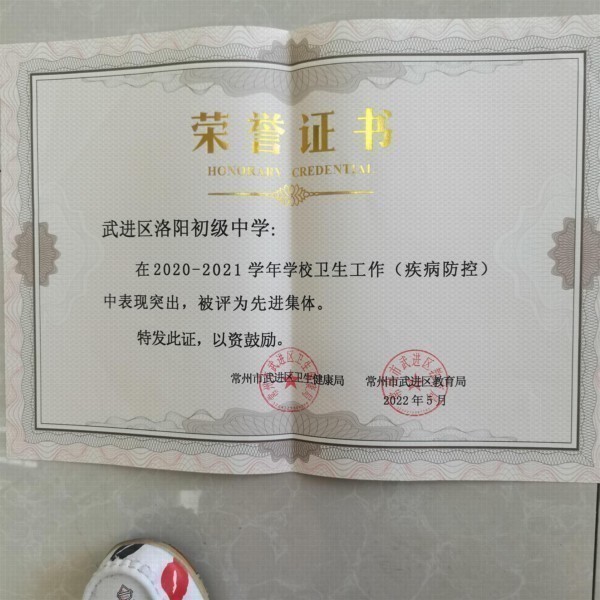 荣誉证书
HONORARY CREDENTIAL
武进区洛阳初级中学:
在2020-2021学年学校卫生工作（疾病防控）
中表现突出，被评为先进集体。
特发此证，以资鼓励。
常州市武进区卫生健康局 常州市武进区教育局
2022年5月